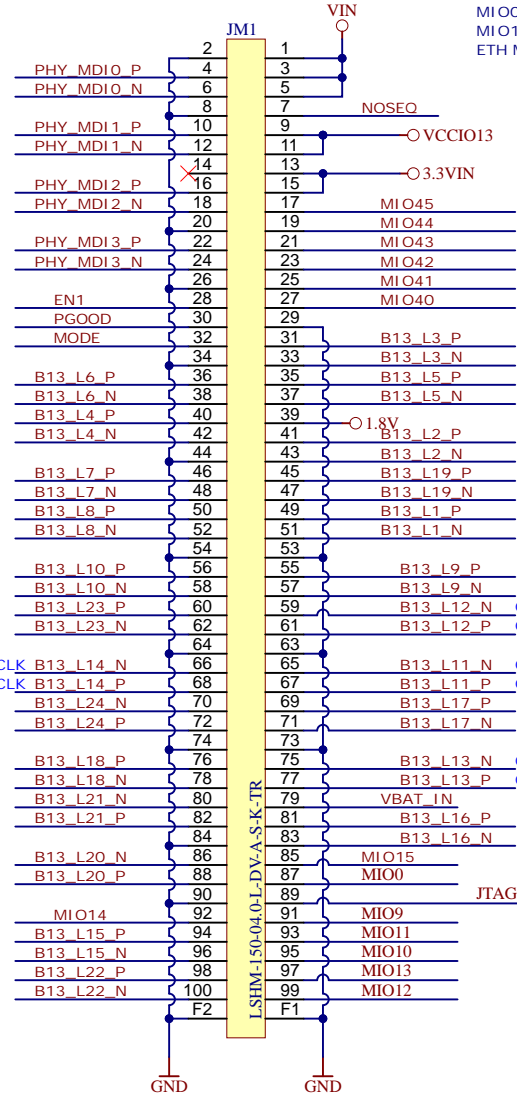 VIN
MIO0
MIO1
ETH M
JM1
2 1
PHY_MDI0_P 4 3
PHY_MDI0_N 6 5
8 7 NOSEQ
PHY_MDI1_P 10 9 VCCIO13
PHY_MDI1_N 12 11
14 13 3.3VIN
PHY_MDI2_P 16 15
PHY_MDI2_N 18 17 MIO45
20 19 MIO44
PHY_MDI3_P 22 21 MIO43
PHY_MDI3_N 24 23 MIO42
26 25 MIO41
EN1 28 27 MIO40
PGOOD 30 29
MODE 32 31 B13_L3_P
34 33 B13_L3_N
B13_L6_P 36 35 B13_L5_P
B13_L6_N 38 37 B13_L5_N
B13_L4_P 40 39 1.8V
B13_L4_N 42 41 B13_L2_P
44 43 B13_L2_N
B13_L7_P 46 45 B13_L19_P
B13_L7_N 48 47 B13_L19_N
B13_L8_P 50 49 B13_L1_P
B13_L8_N 52 51 B13_L1_N
54 53
B13_L10_P 56 55 B13_L9_P
B13_L10_N 58 57 B13_L9_N
B13_L23_P 60 59 B13_L12_N
B13_L23_N 62 61 B13_L12_P
64 63
CLK B13_L14_N 66 65 B13_L11_N
CLK B13_L14_P 68 67 B13_L11_P
B13_L24_N 70 69 B13_L17_P
B13_L24_P 72 71 B13_L17_N
74 73
B13_L18_P 76 75 B13_L13_N
B13_L18_N 78 77 B13_L13_P
B13_L21_N 80 79 VBAT_IN
B13_L21_P 82 81 B13_L16_P
84 83 B13_L16_N
B13_L20_N 86 85 MIO15
B13_L20_P 88 87 MIO0
90 89 JTAG
MIO14 92 91 MIO9
B13_L15_P 94 93 MIO11
B13_L15_N 96 95 MIO10
B13_L22_P 98 97 MIO13
B13_L22_N 100 99 MIO12
F2 F1
LSHM-150-04.0-L-DV-A-S-K-TR
GND GND